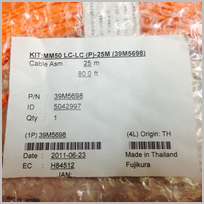 KIT MM50 LC-LC (P)-25M (39M5698)
Cable Asm 25 m
80.0 ft
P/N 39M5698
ID 5042997
Qty 1
(1P) 39M5698 (4L) Origin: TH
Date : 2011-06-23 Made in Thailand
EC : H84512 Fujikura
JAN